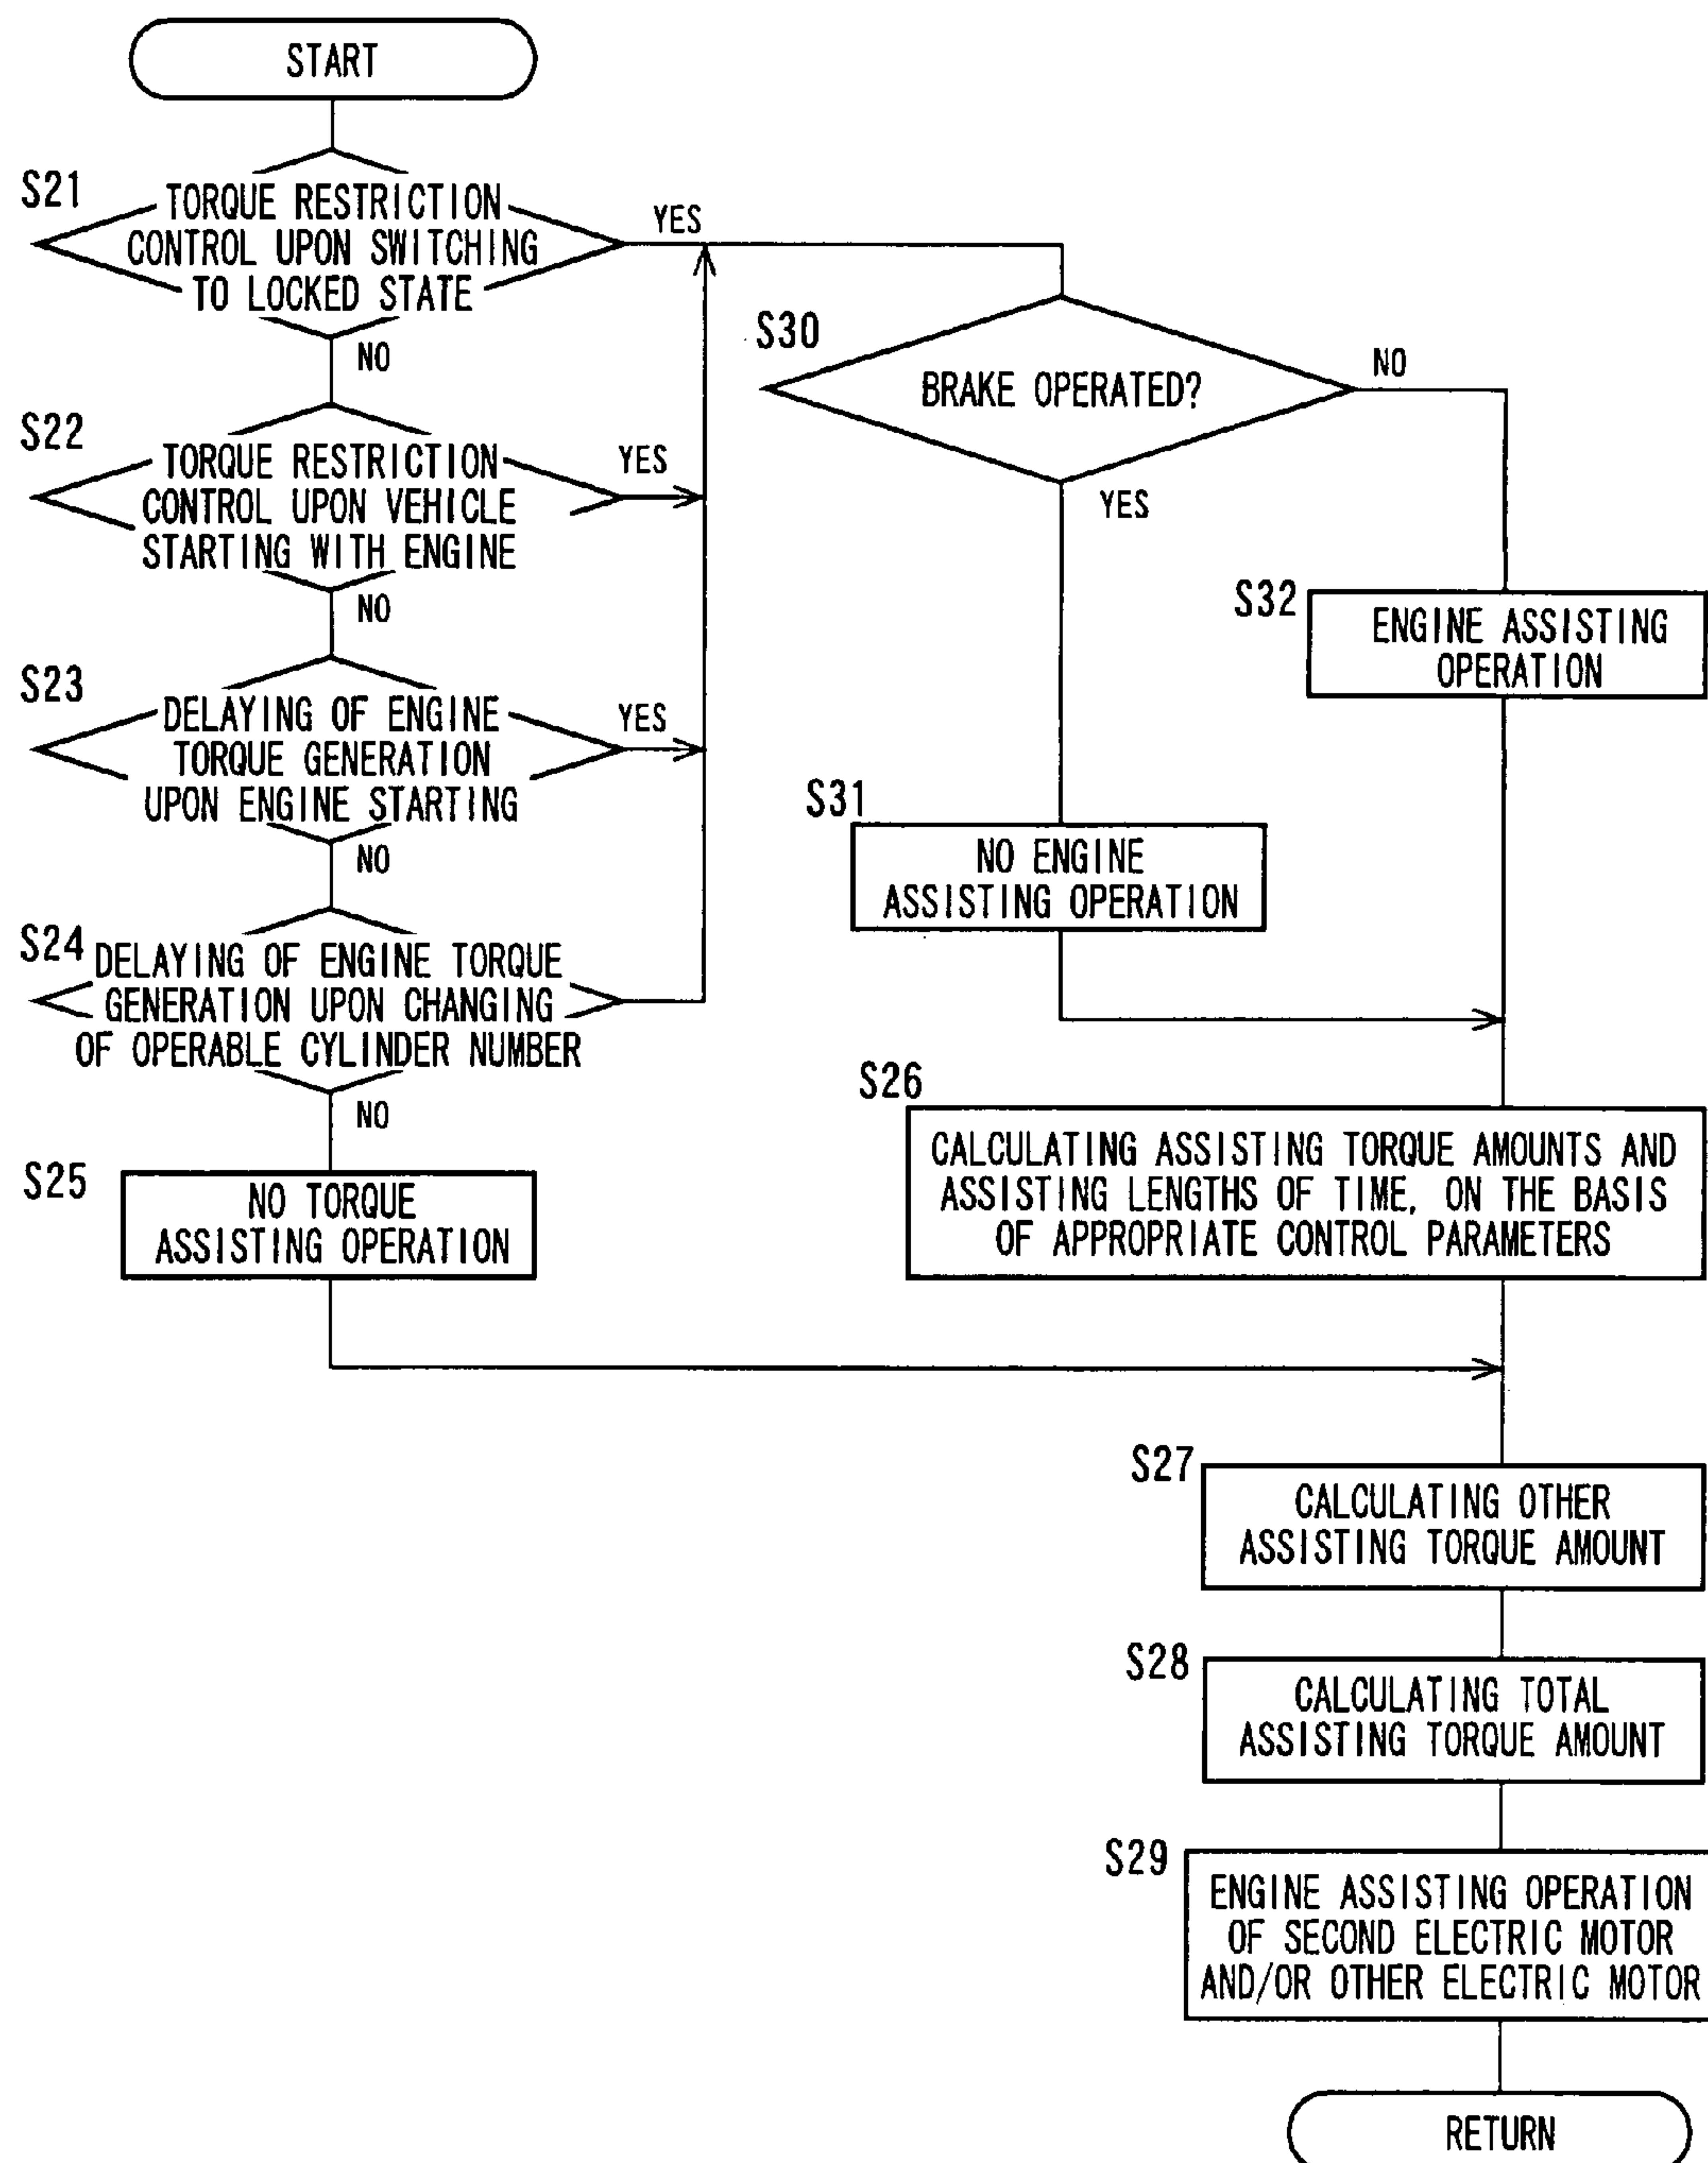 START
S21
TORQUE RESTRICTION
CONTROL UPON SWITCHING
TO LOCKED STATE
YES
NO
S22
TORQUE RESTRICTION
CONTROL UPON VEHICLE
STARTING WITH ENGINE
YES
NO
S23
DELAYING OF ENGINE
TORQUE GENERATION
UPON ENGINE STARTING
YES
NO
S24
DELAYING OF ENGINE TORQUE
GENERATION UPON CHANGING
OF OPERABLE CYLINDER NUMBER
NO
S25
NO TORQUE
ASSISTING OPERATION
S30
BRAKE OPERATED?
NO
YES
S32
ENGINE ASSISTING
OPERATION
S31
NO ENGINE
ASSISTING OPERATION
S26
CALCULATING ASSISTING TORQUE AMOUNTS AND
ASSISTING LENGTHS OF TIME, ON THE BASIS
OF APPROPRIATE CONTROL PARAMETERS
S27
CALCULATING OTHER
ASSISTING TORQUE AMOUNT
S28
CALCULATING TOTAL
ASSISTING TORQUE AMOUNT
S29
ENGINE ASSISTING OPERATION
OF SECOND ELECTRIC MOTOR
AND/OR OTHER ELECTRIC MOTOR
RETURN